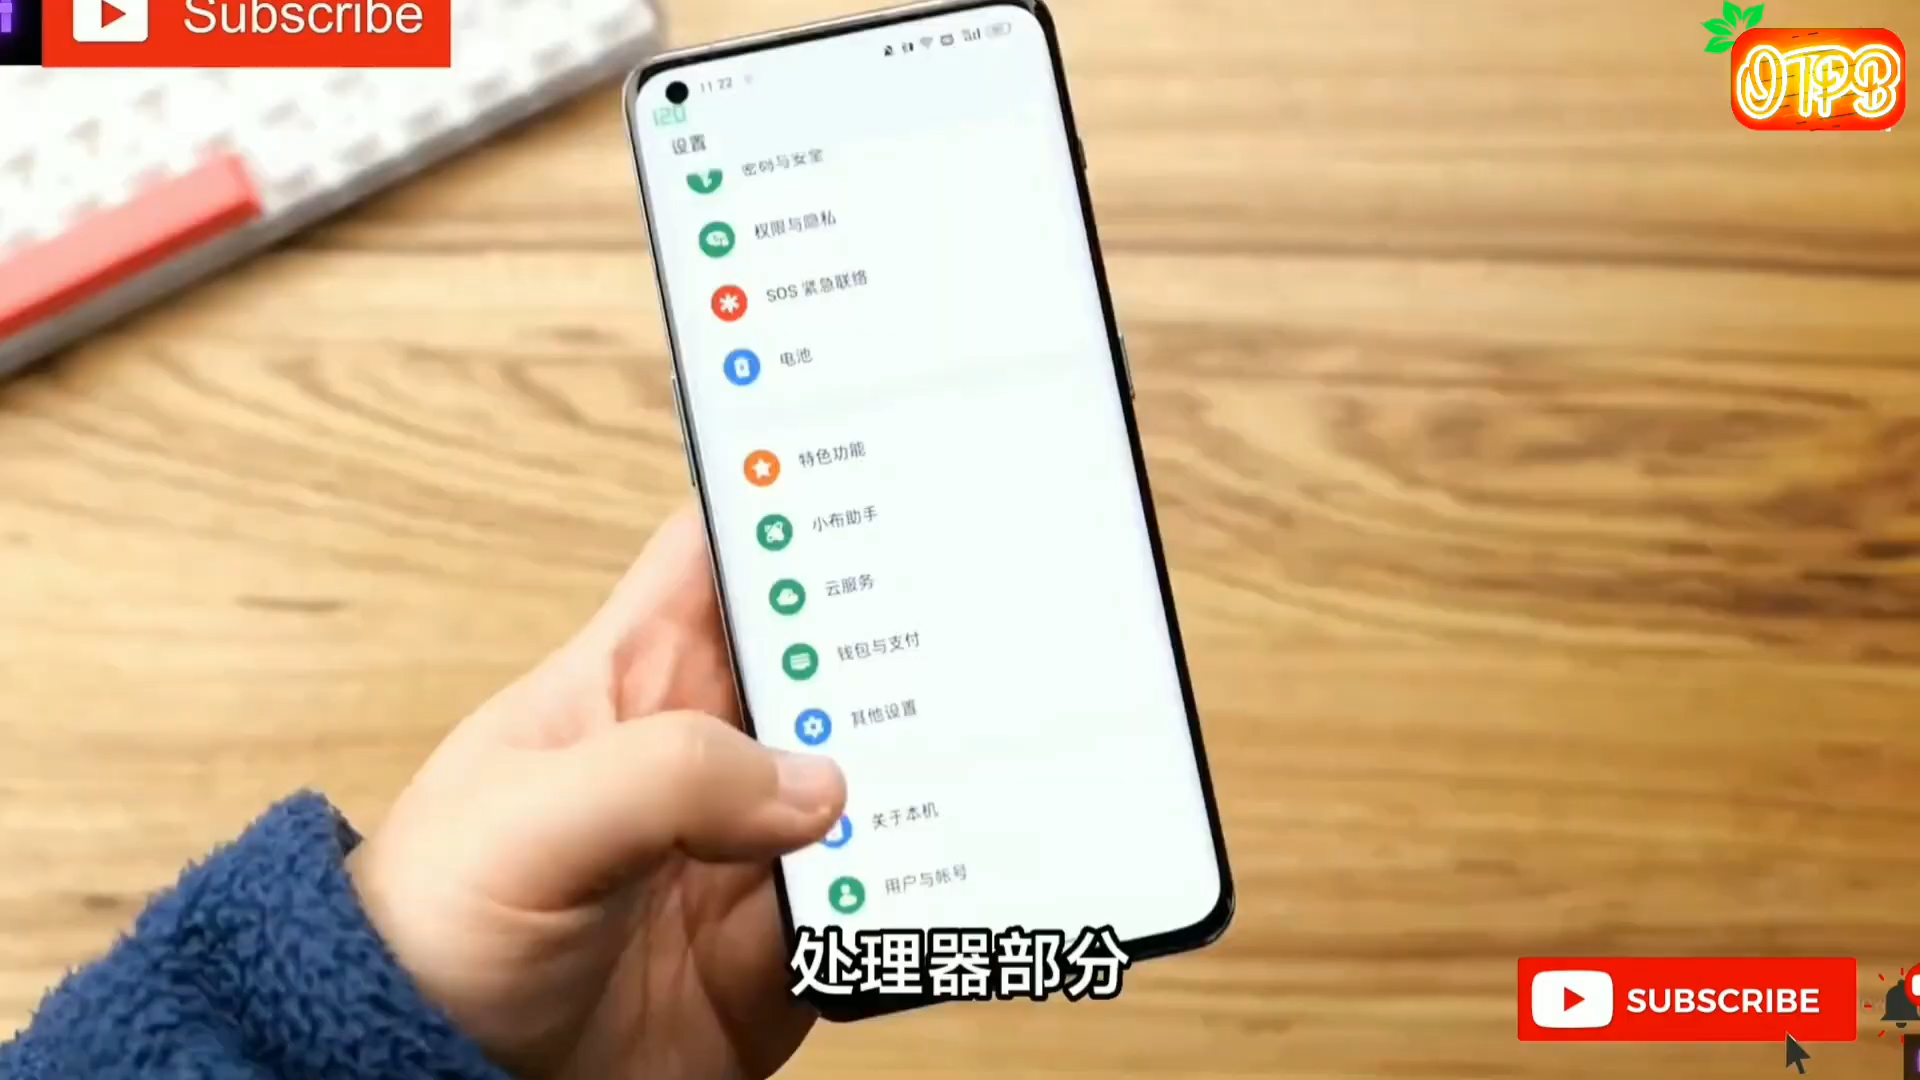 Subscribe
OTPS
11 22
120
设置
密码与安全
权限与隐私
SOS 紧急联络
电池
特色功能
小布助手
云服务
钱包与支付
其他设置
关于本机
用户与帐号
处理器部分
SUBSCRIBE